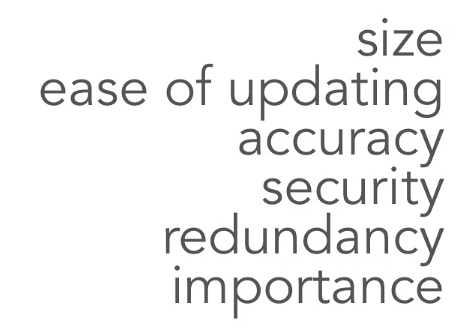 size
ease of updating
accuracy
security
redundancy
importance